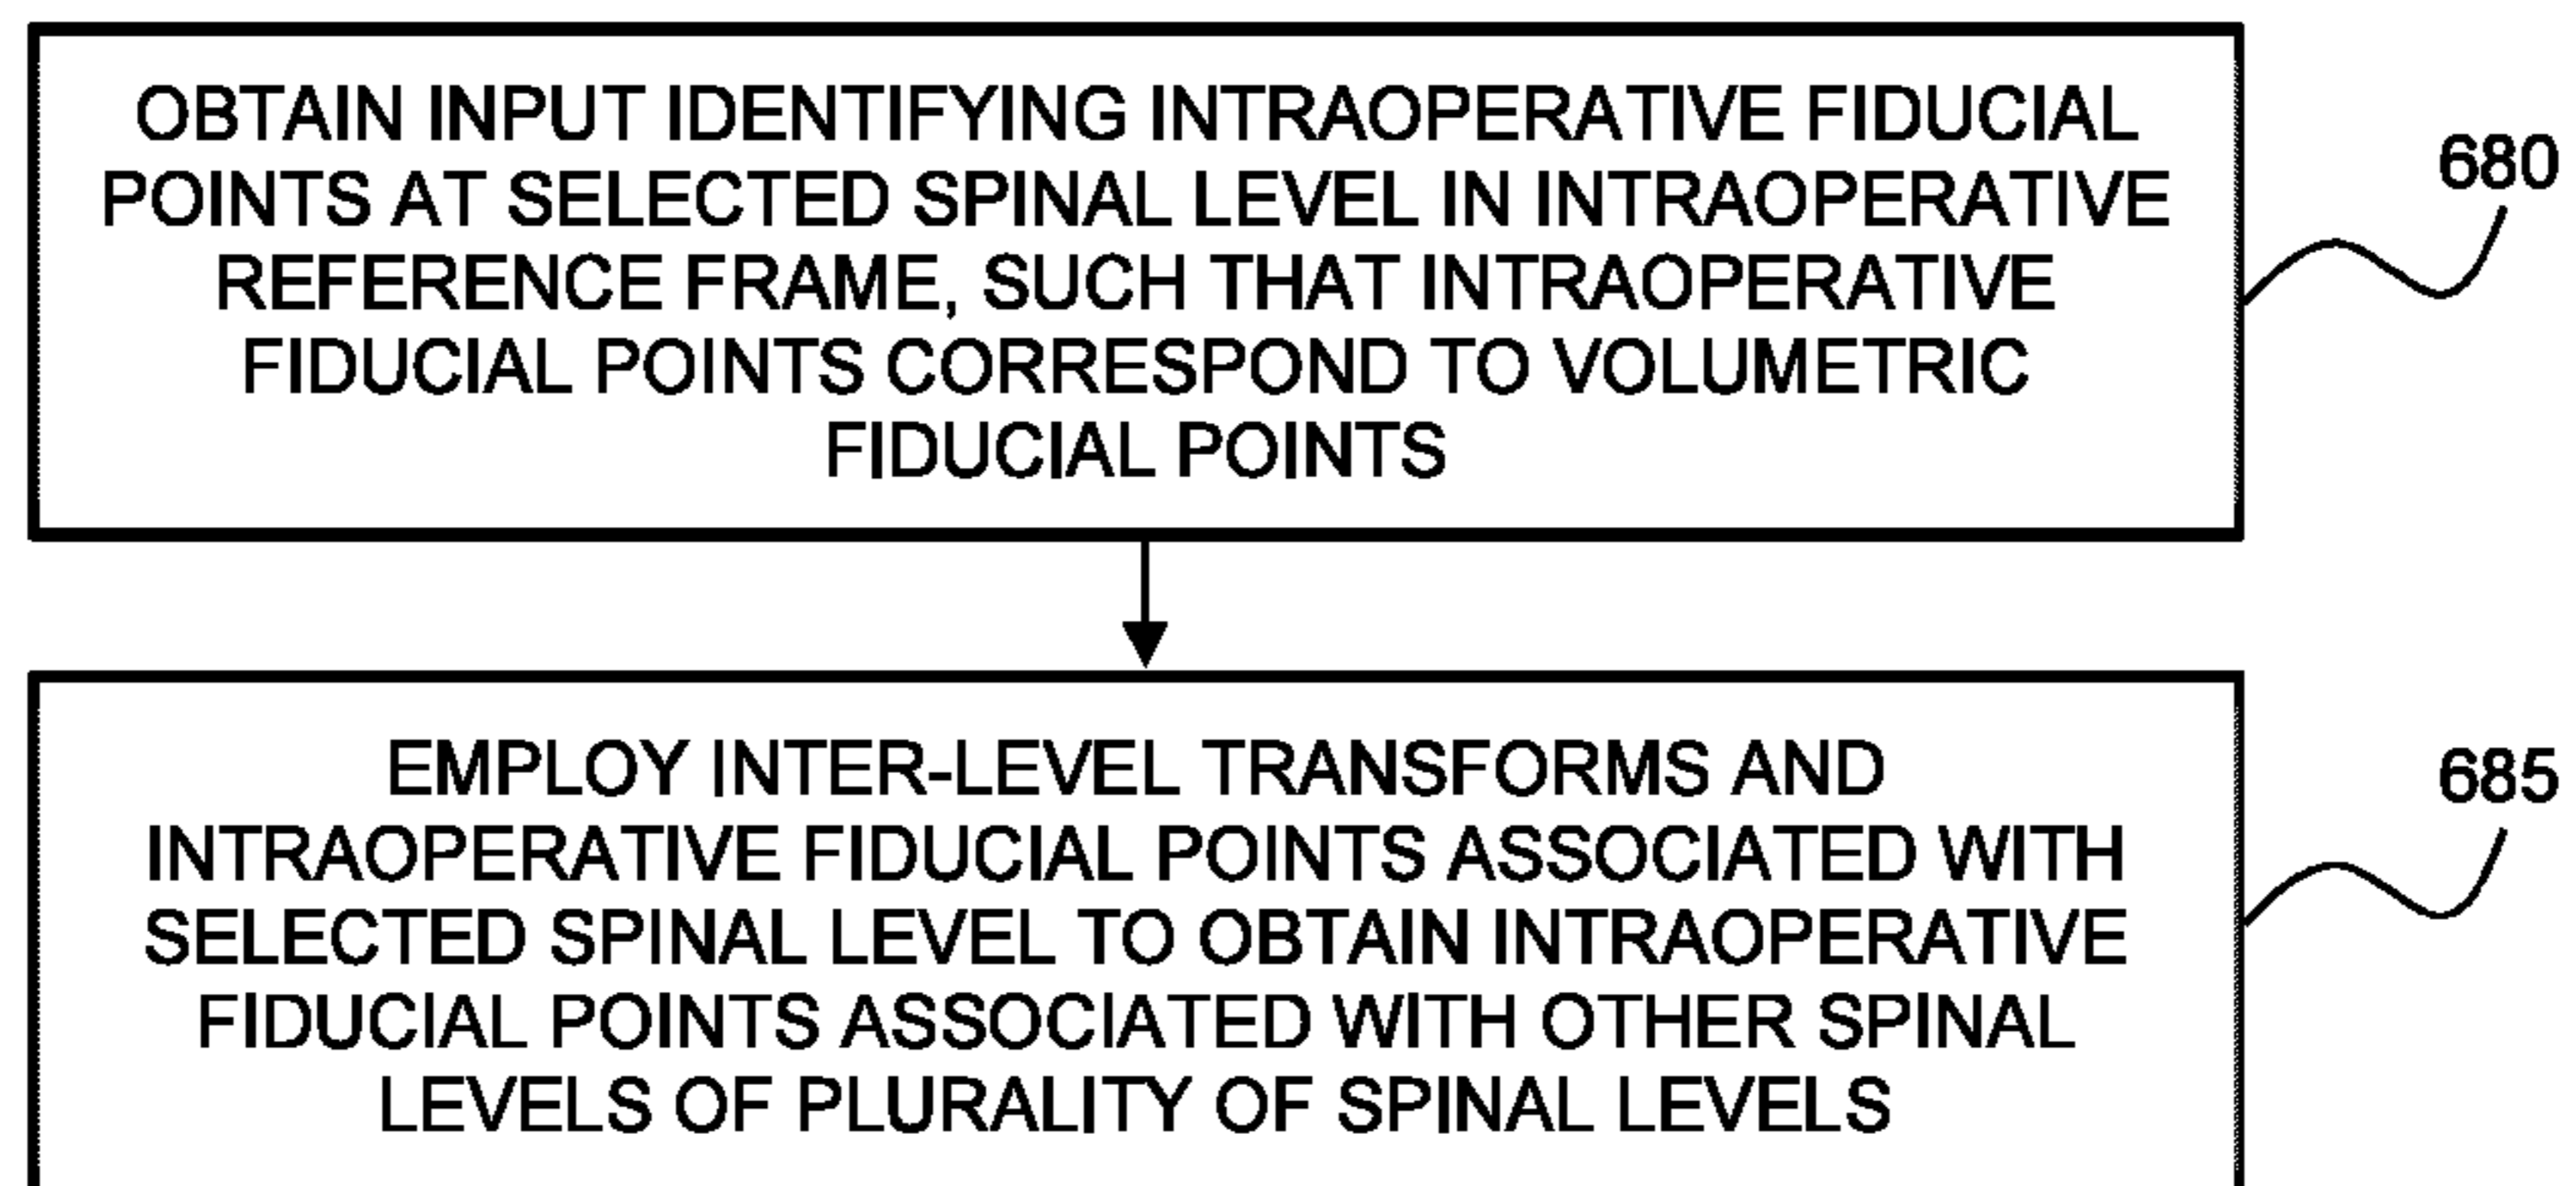 OBTAIN INPUT IDENTIFYING INTRAOPERATIVE FIDUCIAL
POINTS AT SELECTED SPINAL LEVEL IN INTRAOPERATIVE
REFERENCE FRAME, SUCH THAT INTRAOPERATIVE
FIDUCIAL POINTS CORRESPOND TO VOLUMETRIC
FIDUCIAL POINTS
680
EMPLOY INTER-LEVEL TRANSFORMS AND
INTRAOPERATIVE FIDUCIAL POINTS ASSOCIATED WITH
SELECTED SPINAL LEVEL TO OBTAIN INTRAOPERATIVE
FIDUCIAL POINTS ASSOCIATED WITH OTHER SPINAL
LEVELS OF PLURALITY OF SPINAL LEVELS
685